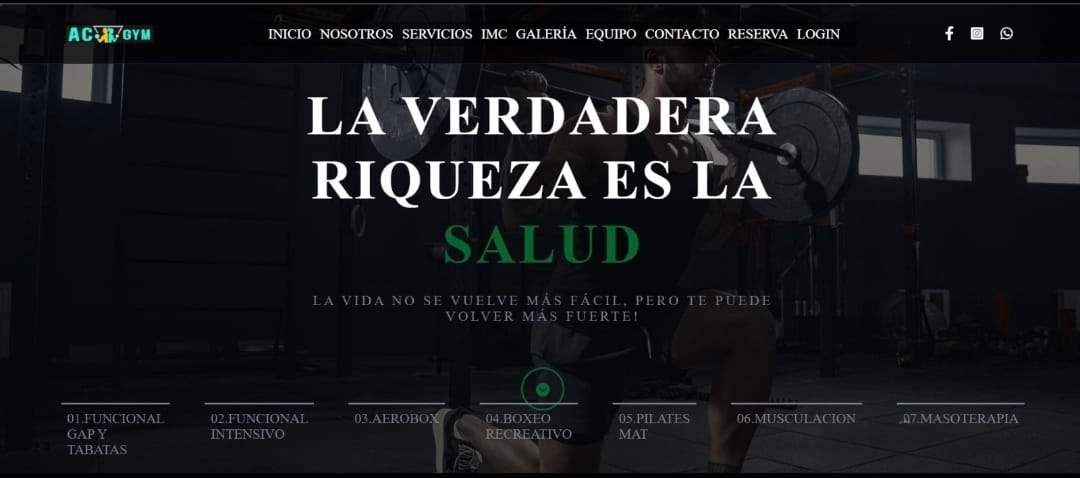 AC GYM
INICIO NOSOTROS SERVICIOS IMC GALERÍA EQUIPO CONTACTO RESERVA LOGIN
LA VERDADERA
RIQUEZA ES LA
SALUD
LA VIDA NO SE VUELVE MÁS FÁCIL, PERO TE PUEDE
VOLVER MÁS FUERTE!
01.FUNCIONAL
GAP Y
TABATAS
02.FUNCIONAL
INTENSIVO
03.AEROBOX
04.BOXEO
RECREATIVO
05.PILATES
MAT
06.MUSCULACION
07.MASOTERAPIA